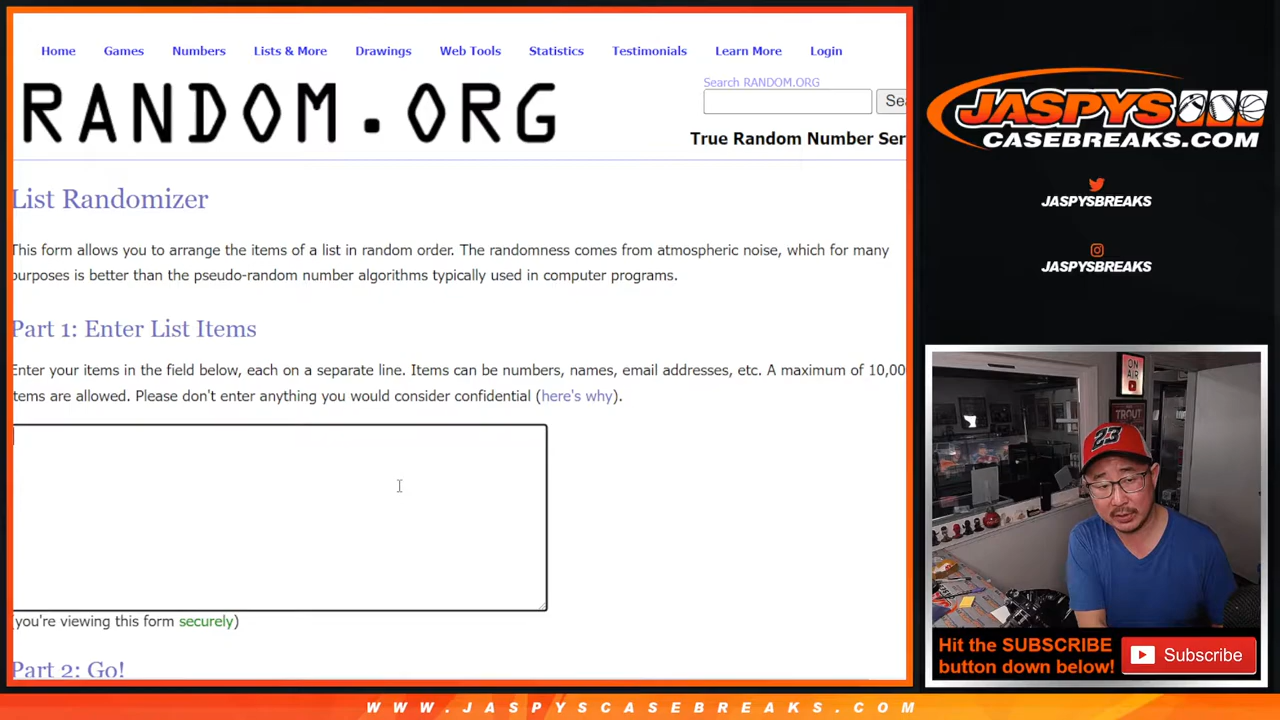 Home Games Numbers Lists & More Drawings Web Tools Statistics Testimonials Learn More Login
RANDOM.ORG
Search RANDOM.ORG
Sea
True Random Number Ser
List Randomizer
This form allows you to arrange the items of a list in random order. The randomness comes from atmospheric noise, which for many
purposes is better than the pseudo-random number algorithms typically used in computer programs.
Part 1: Enter List Items
Enter your items in the field below, each on a separate line. Items can be numbers, names, email addresses, etc. A maximum of 10,00
items are allowed. Please don't enter anything you would consider confidential (here's why).
(you're viewing this form securely)
Part 2: Go!
JASPYS
CASEBREAKS.COM
JASPYSBREAKS
JASPYSBREAKS
ON AIR
TROUT
23
Hit the SUBSCRIBE
button down below!
Subscribe
WWW.JASPYSCASEBREAKS.COM